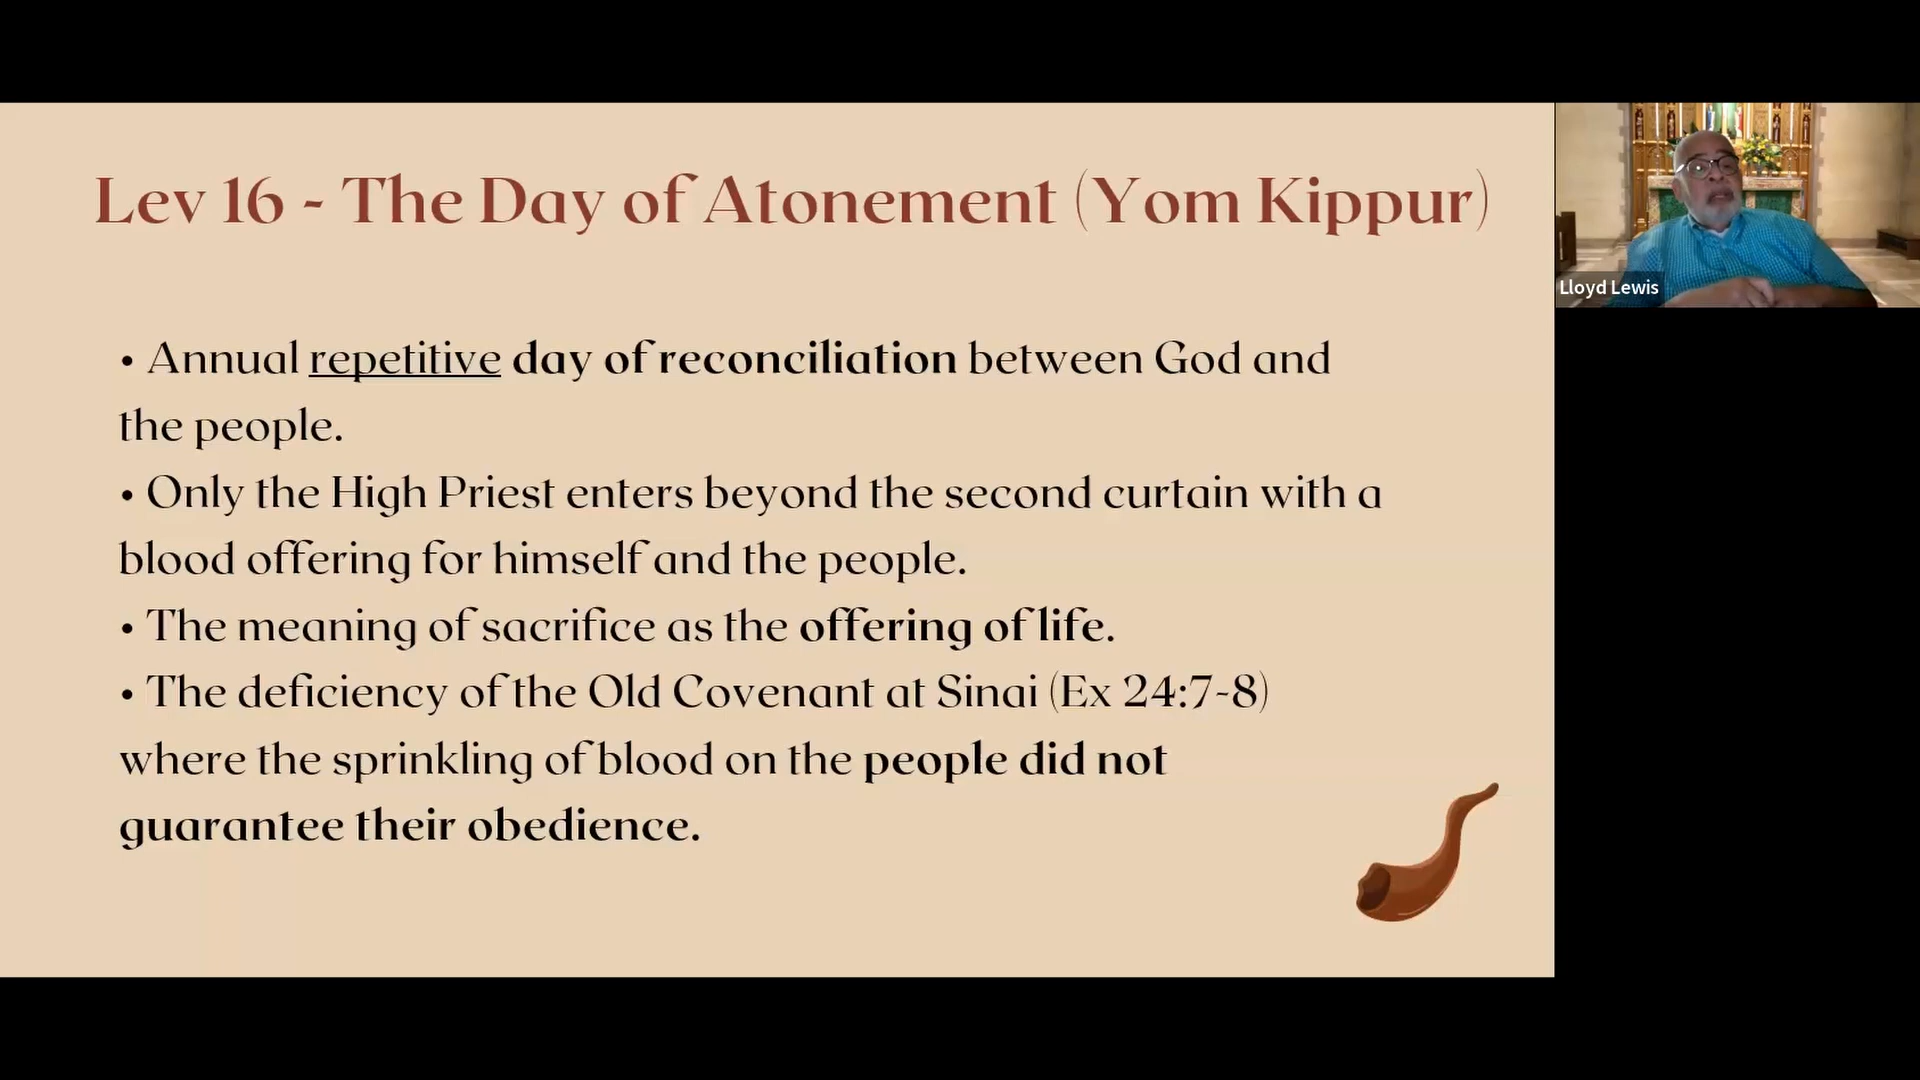 Lev 16 - The Day of Atonement (Yom Kippur)
• Annual repetitive day of reconciliation between God and
the people.
• Only the High Priest enters beyond the second curtain with a
blood offering for himself and the people.
• The meaning of sacrifice as the offering of life.
• The deficiency of the Old Covenant at Sinai (Ex 24:7-8)
where the sprinkling of blood on the people did not
guarantee their obedience.
Lloyd Lewis